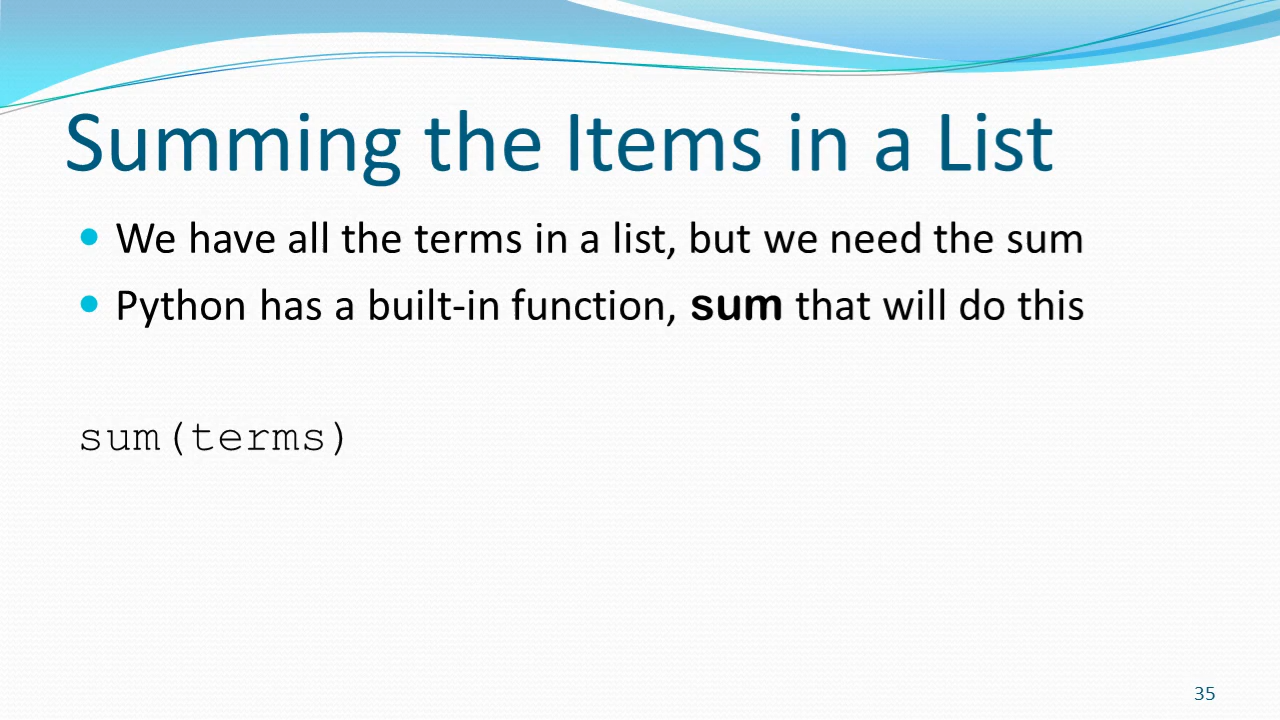 Summing the Items in a List
• We have all the terms in a list, but we need the sum
• Python has a built-in function, sum that will do this
sum(terms)
35